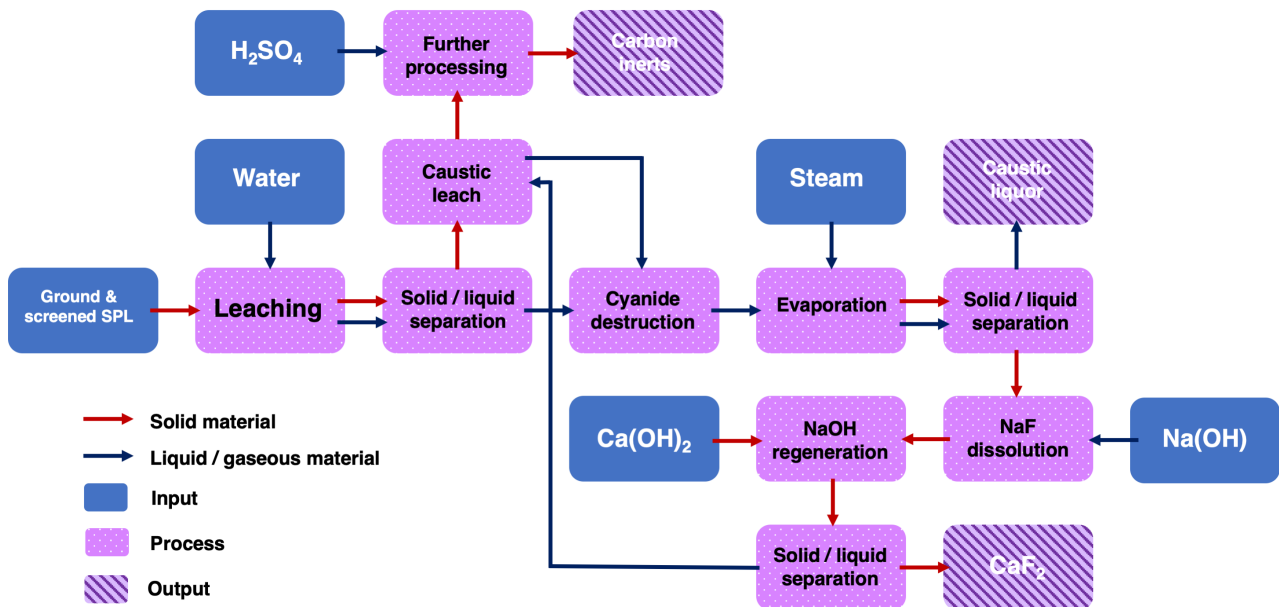 H₂SO₄
Further
processing
Carbon
inerts
Water
Caustic
leach
Steam
Caustic
liquor
Ground &
screened SPL
Leaching
Solid / liquid
separation
Cyanide
destruction
Evaporation
Solid / liquid
separation
Solid material
Liquid / gaseous material
Input
Process
Output
Ca(OH)₂
NaOH
regeneration
NaF
dissolution
Na(OH)
Solid / liquid
separation
CaF₂